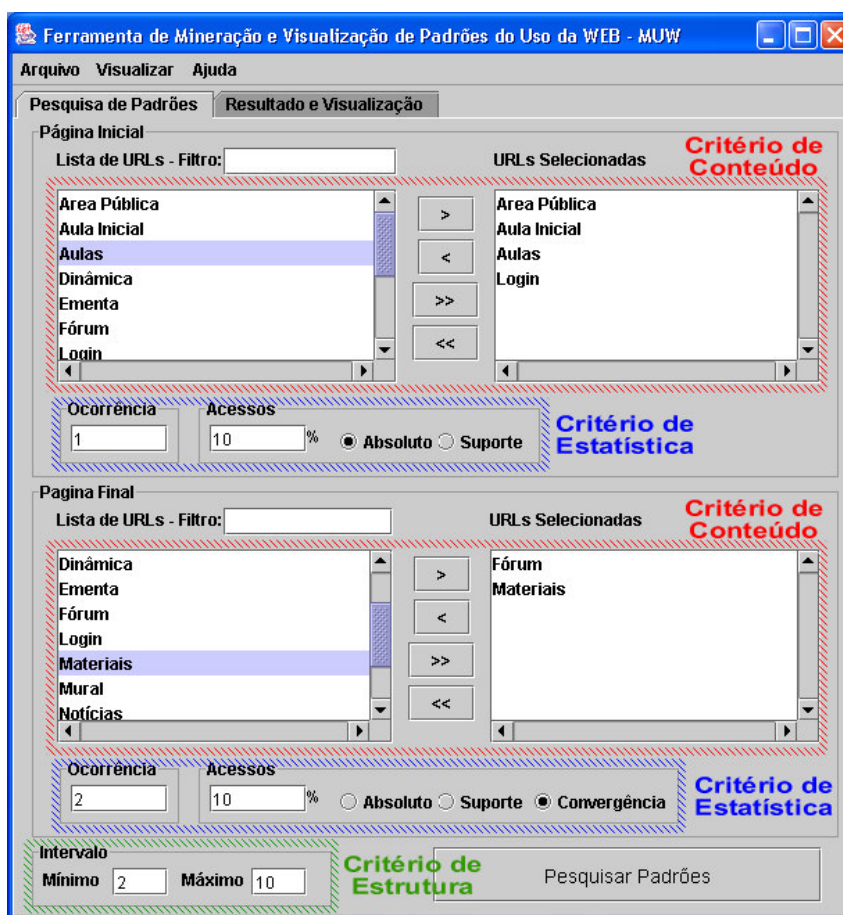 Ferramenta de Mineração e Visualização de Padrões do Uso da WEB - MUW
Arquivo Visualizar Ajuda
Pesquisa de Padrões Resultado e Visualização
Página Inicial
Lista de URLs - Filtro: URLs Selecionadas
Critério de
Conteúdo
Area Pública
Aula Inicial
Aulas
Dinâmica
Ementa
Fórum
Login
>
<
>>
<<
Area Pública
Aula Inicial
Aulas
Login
Ocorrência
1
Acessos
10 % Absoluto Suporte
Critério de
Estatística
Pagina Final
Lista de URLs - Filtro: URLs Selecionadas
Critério de
Conteúdo
Dinâmica
Ementa
Fórum
Login
Materiais
Mural
Notícias
>
<
>>
<<
Fórum
Materiais
Ocorrência
2
Acessos
10 % Absoluto Suporte Convergência
Critério de
Estatística
Intervalo
Mínimo 2 Máximo 10
Critério de
Estrutura
Pesquisar Padrões